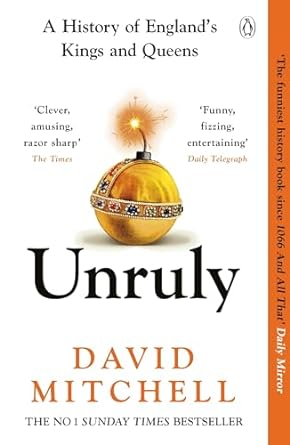 A History of England's
Kings and Queens
'Clever,
amusing,
razor sharp'
The Times
'Funny,
fizzing,
entertaining'
Daily Telegraph
Unruly
DAVID
MITCHELL
THE NO 1 SUNDAY TIMES BESTSELLER
'The funniest history book since 1066 And All That' Daily Mirror